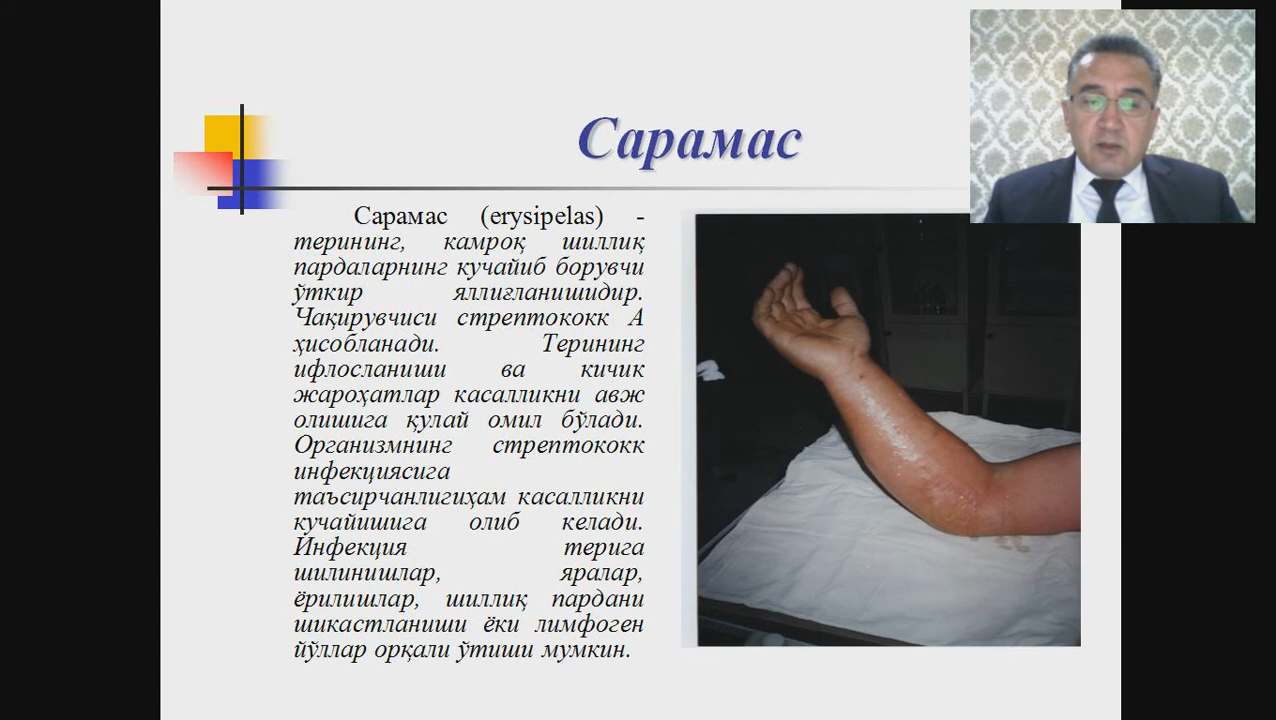 Сарамас
Сарамас (erysipelas) -
терининг, камроқ шиллиқ
пардаларнинг кучайиб борувчи
ўткир яллиғланишидир.
Чақирувчиси стрептококк А
ҳисобланади. Терининг
ифлосланиши ва кичик
жароҳатлар касалликни авж
олишига қулай омил бўлади.
Организмнинг стрептококк
инфекциясига
таъсирчанлигиҳам касалликни
кучайишига олиб келади.
Инфекция терига
шилинишлар, яралар,
ёрилишлар, шиллиқ пардани
шикастланиши ёки лимфоген
йўллар орқали ўтиши мумкин.